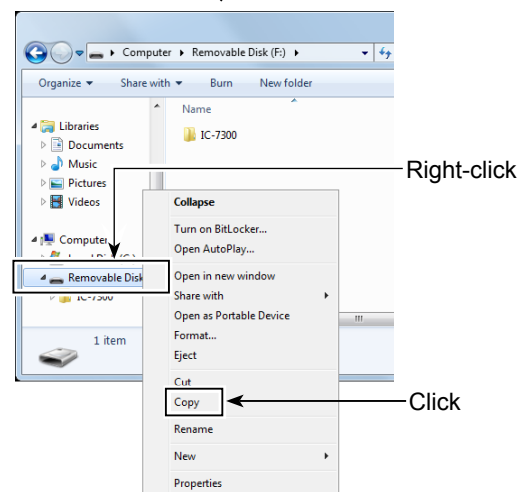 Computer Removable Disk (F:)
Organize Share with Burn New folder
Name
IC-7300
Libraries
Documents
Music
Pictures
Videos
Computer
Removable Disk
IC-7300
1 item
Right-click
Collapse
Turn on BitLocker...
Open AutoPlay...
Open in new window
Share with
Open as Portable Device
Format...
Eject
Cut
Copy
Click
Rename
New
Properties